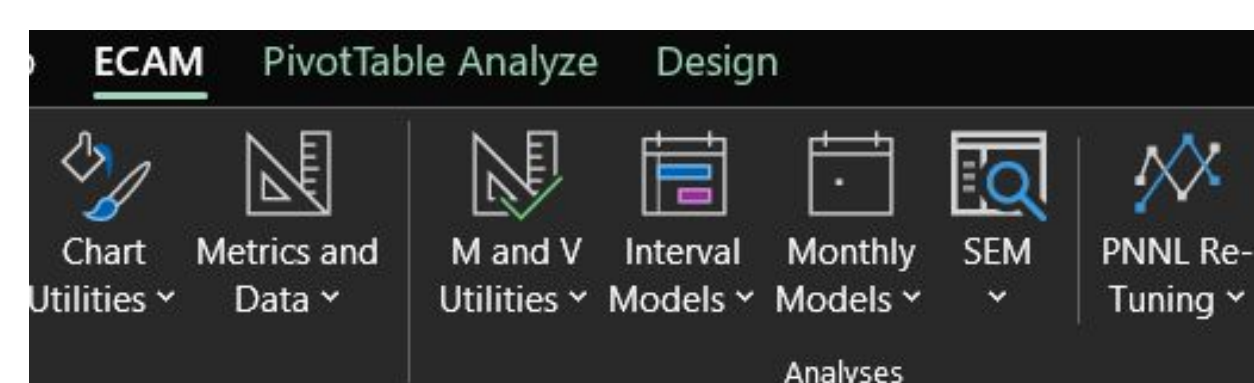 ECAM PivotTable Analyze Design
Chart Utilities
Metrics and Data
M and V Utilities
Interval Models
Monthly Models
SEM
PNNL Re-Tuning
Analyses